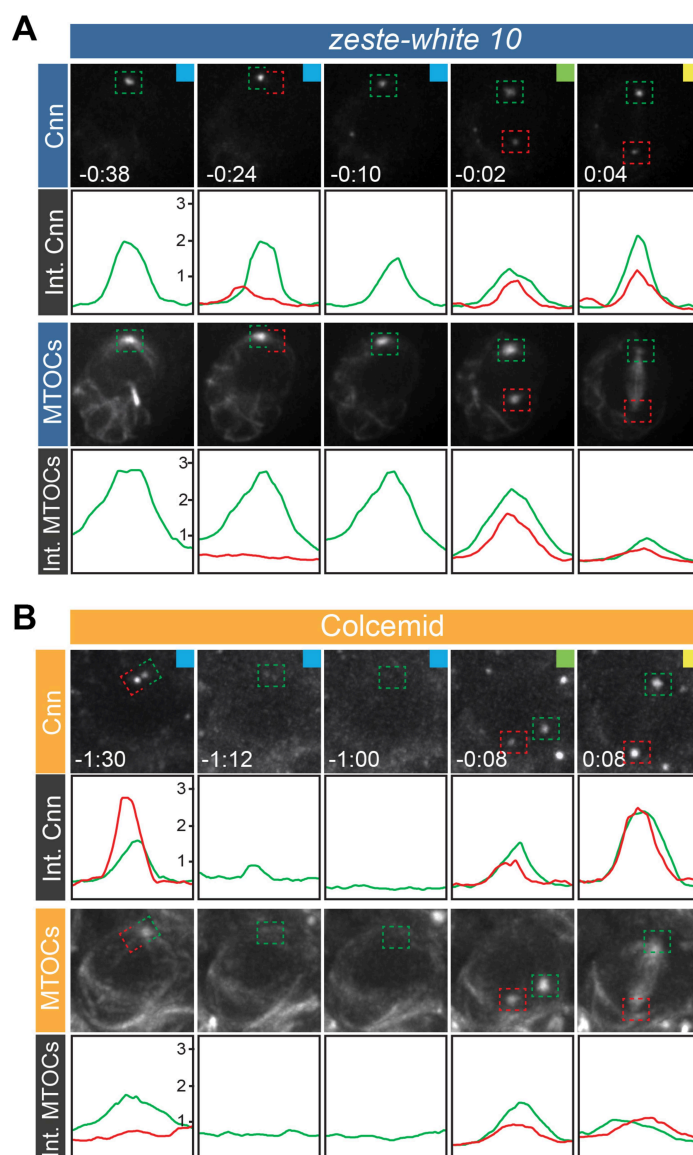 A
zeste-white 10
Cnn
-0:38 -0:24 -0:10 -0:02 0:04
Int. Cnn
3
2
1
MTOCs
Int. MTOCs
3
2
1
B
Colcemid
Cnn
-1:30 -1:12 -1:00 -0:08 0:08
Int. Cnn
3
2
1
MTOCs
Int. MTOCs
3
2
1